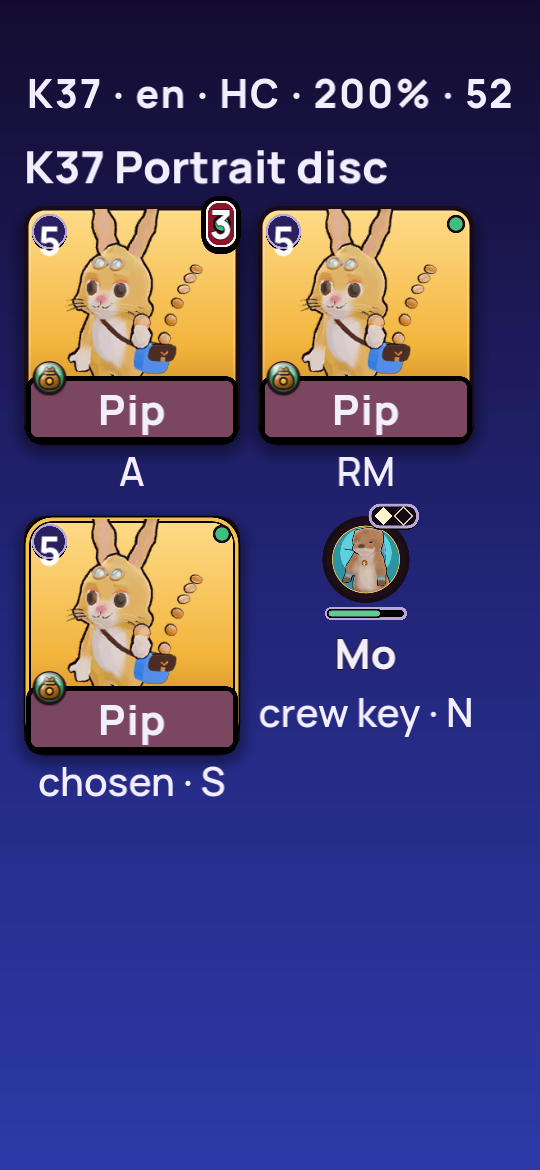 K37 · en · HC · 200% · 52
K37 Portrait disc
5 3 5
Pip Pip
A RM
5
Pip
Mo
crew key · N
chosen · S